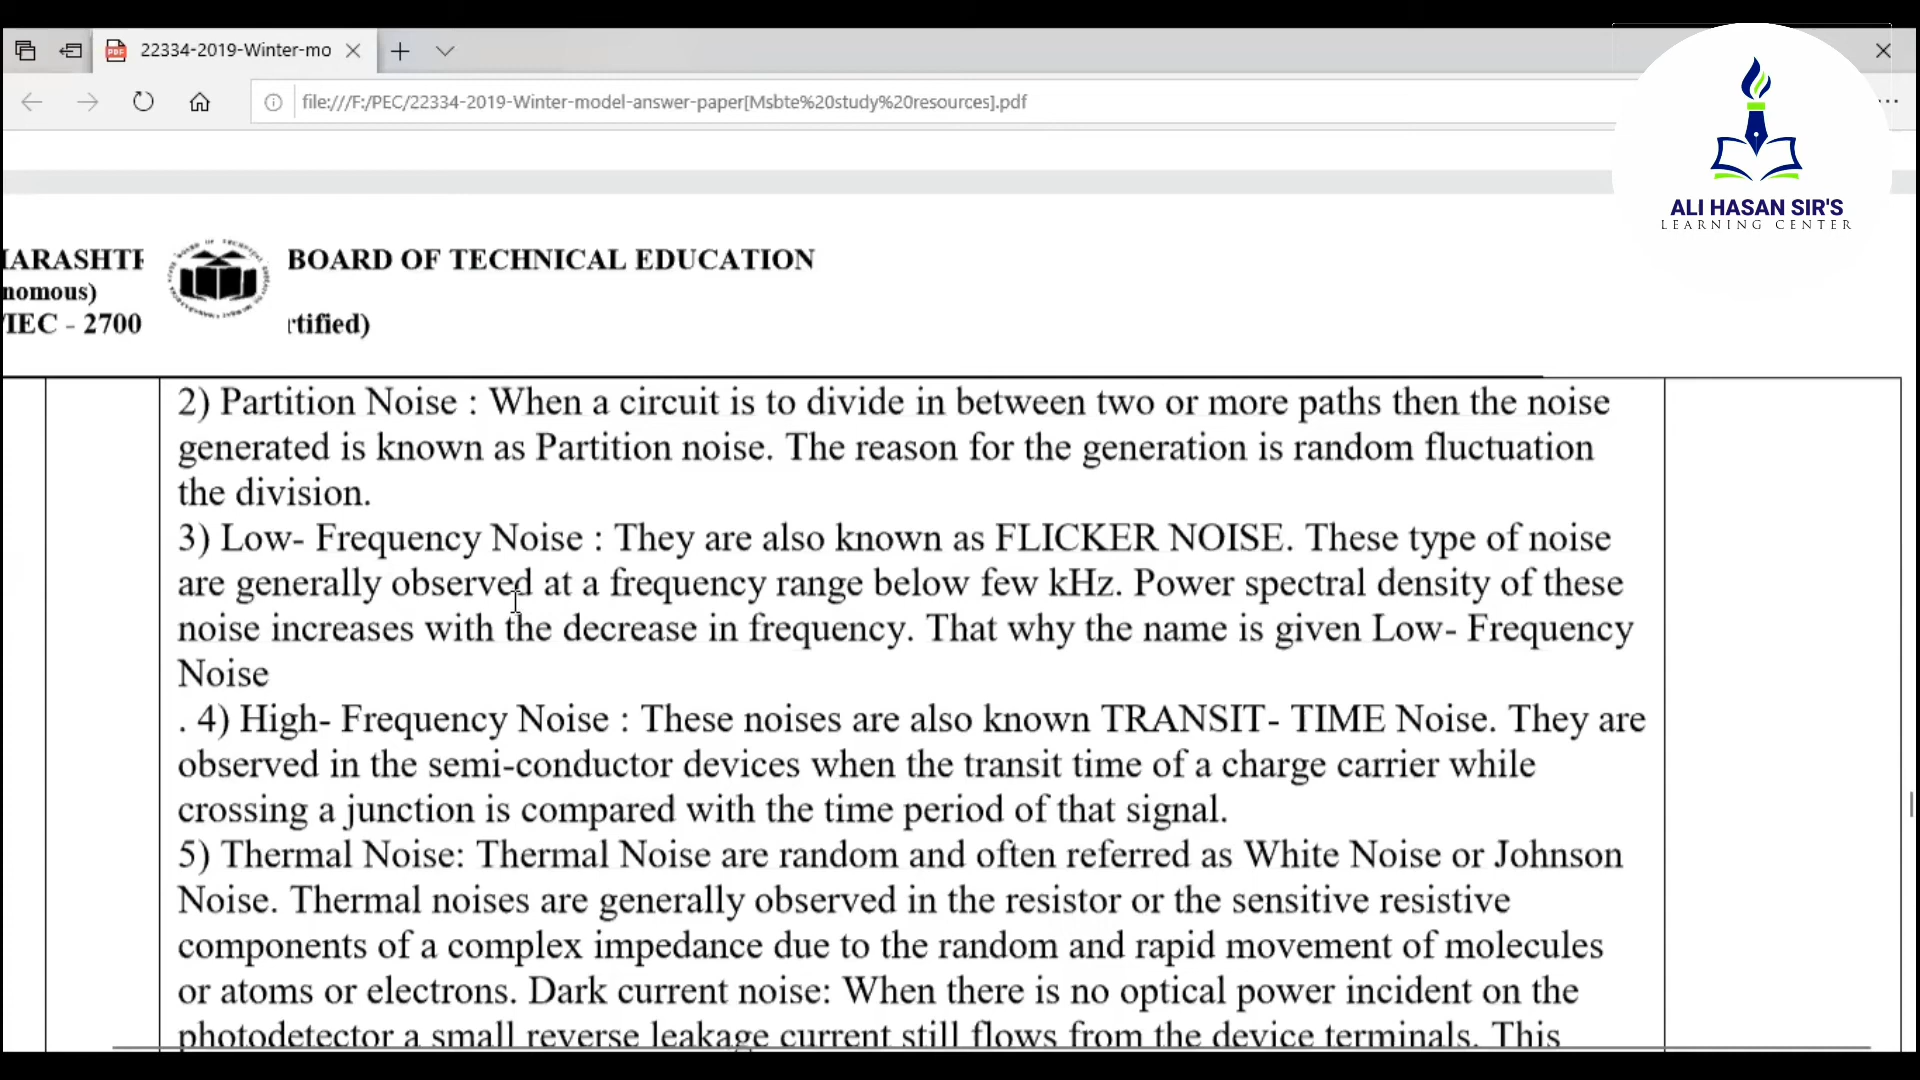 22334-2019-Winter-mo
file:///F:/PEC/22334-2019-Winter-model-answer-paper[Msbte%20study%20resources].pdf
ALI HASAN SIR'S
LEARNING CENTER
BOARD OF TECHNICAL EDUCATION
nomous)
/IEC - 2700
rtified)
2) Partition Noise : When a circuit is to divide in between two or more paths then the noise
generated is known as Partition noise. The reason for the generation is random fluctuation
the division.
3) Low- Frequency Noise : They are also known as FLICKER NOISE. These type of noise
are generally observed at a frequency range below few kHz. Power spectral density of these
noise increases with the decrease in frequency. That why the name is given Low- Frequency
Noise
. 4) High- Frequency Noise : These noises are also known TRANSIT- TIME Noise. They are
observed in the semi-conductor devices when the transit time of a charge carrier while
crossing a junction is compared with the time period of that signal.
5) Thermal Noise: Thermal Noise are random and often referred as White Noise or Johnson
Noise. Thermal noises are generally observed in the resistor or the sensitive resistive
components of a complex impedance due to the random and rapid movement of molecules
or atoms or electrons. Dark current noise: When there is no optical power incident on the
photodetector a small reverse leakage current still flows from the device terminals. This